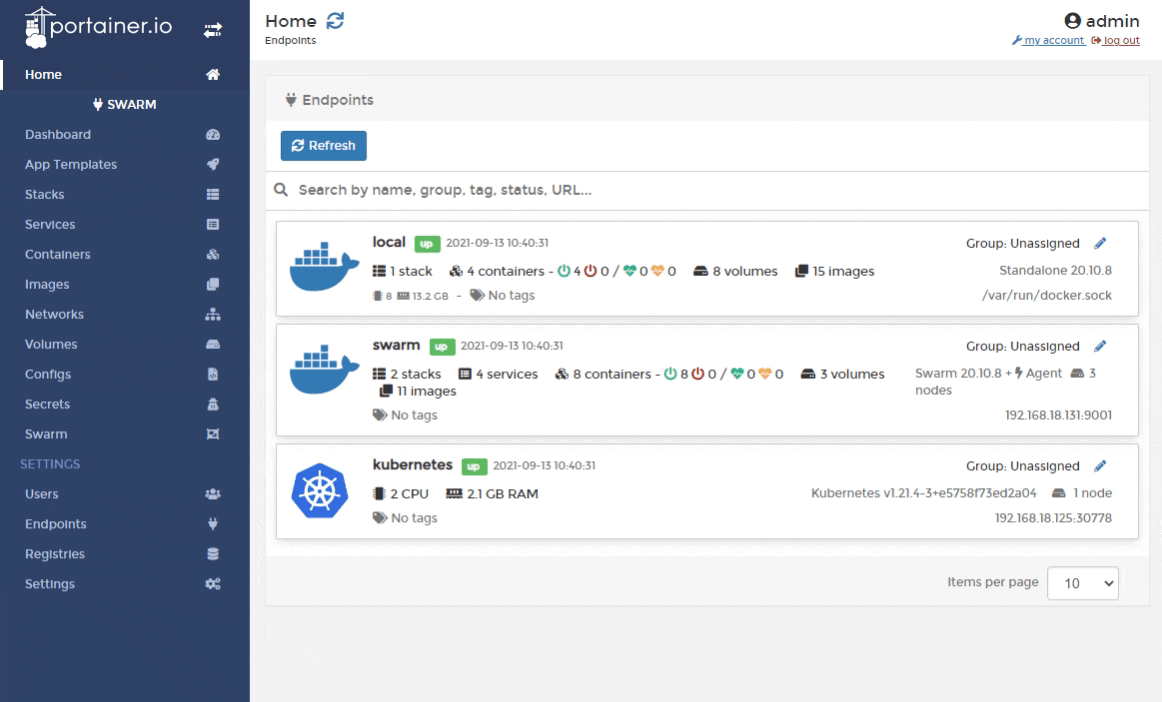 portainer.io
Home
SWARM
Dashboard
App Templates
Stacks
Services
Containers
Images
Networks
Volumes
Configs
Secrets
Swarm
SETTINGS
Users
Endpoints
Registries
Settings
Home
Endpoints
admin
my account log out
Endpoints
Refresh
Search by name, group, tag, status, URL...
local up 2021-09-13 10:40:31 Group: Unassigned
1 stack 4 containers - 4 0 / 0 0 8 volumes 15 images Standalone 20.10.8
8 13.2 GB - No tags /var/run/docker.sock
swarm up 2021-09-13 10:40:31 Group: Unassigned
2 stacks 4 services 8 containers - 8 0 / 0 0 3 volumes Swarm 20.10.8 + Agent 3
11 images nodes
No tags 192.168.18.131:9001
kubernetes up 2021-09-13 10:40:31 Group: Unassigned
2 CPU 2.1 GB RAM Kubernetes v1.21.4-3+e5758f73ed2a04 1 node
No tags 192.168.18.125:30778
Items per page 10